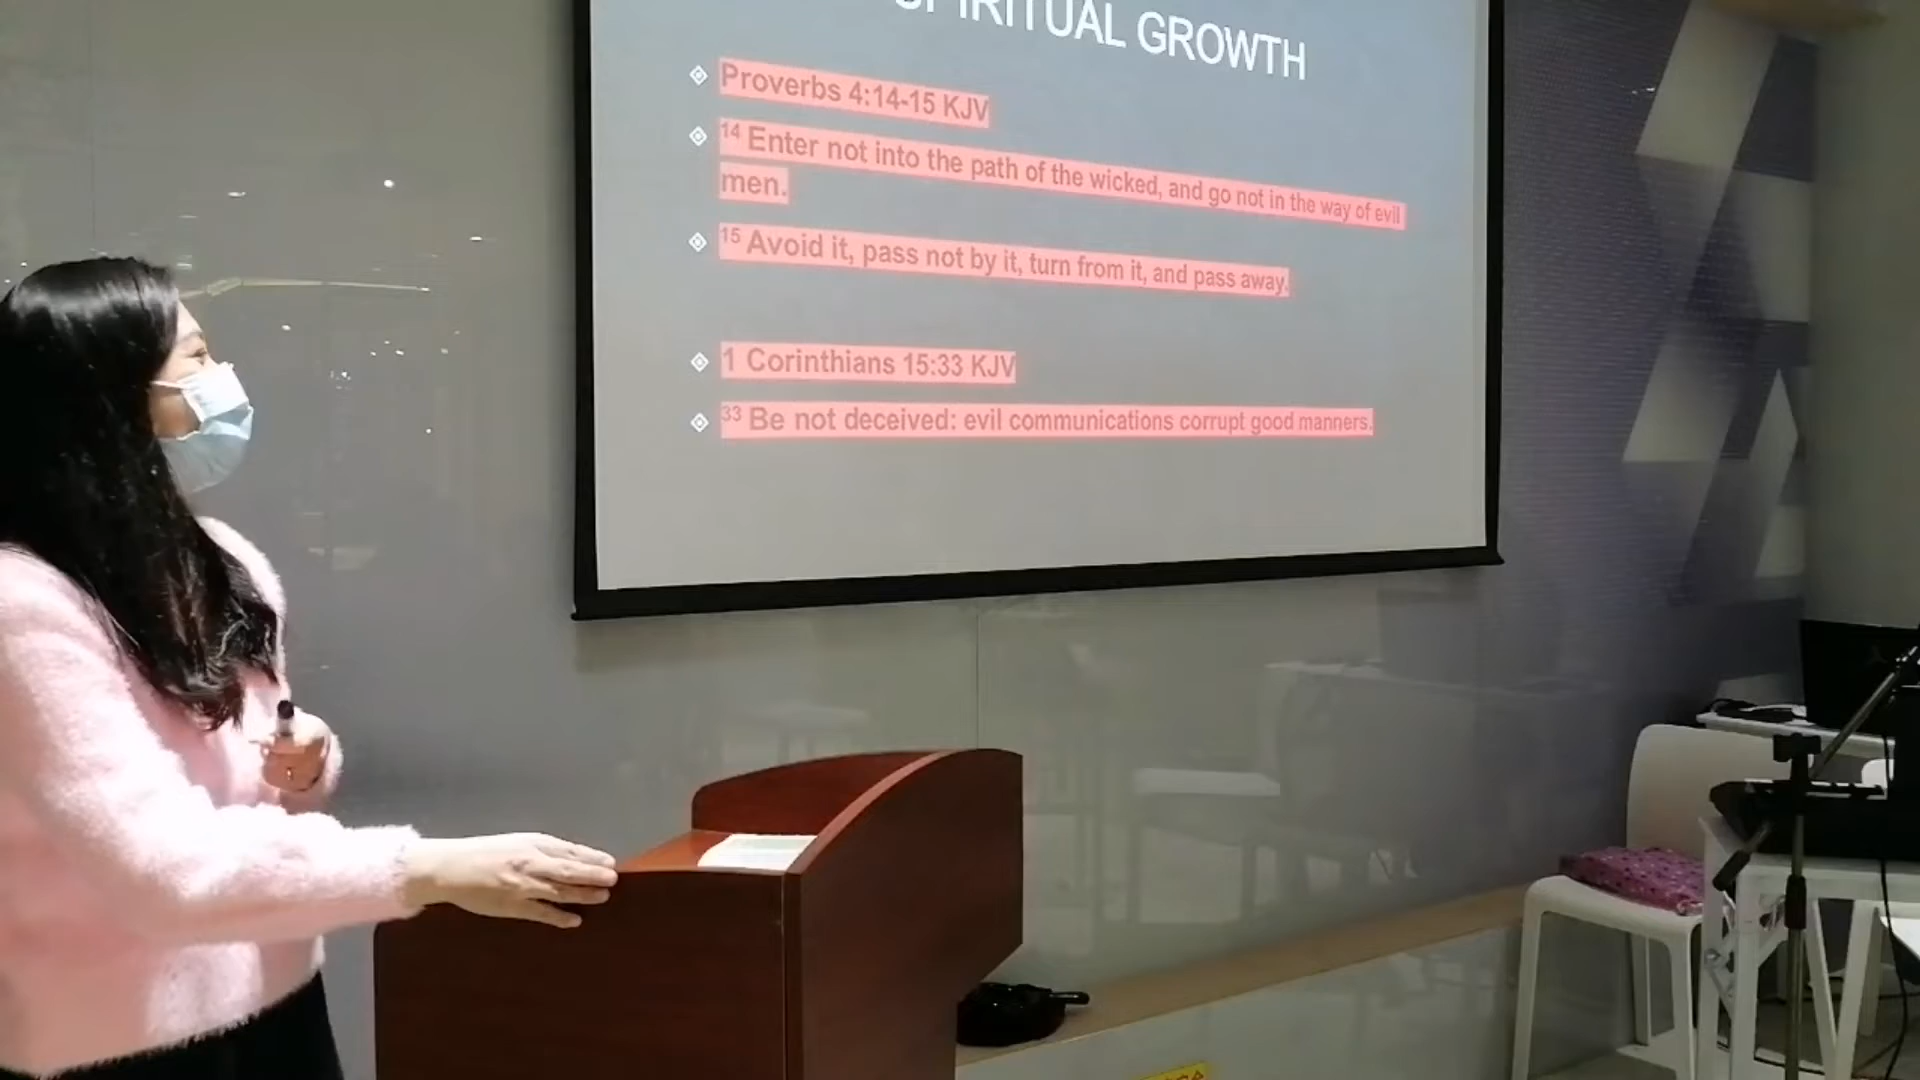 SPIRITUAL GROWTH
Proverbs 4:14-15 KJV
14 Enter not into the path of the wicked, and go not in the way of evil
men.
15 Avoid it, pass not by it, turn from it, and pass away.
1 Corinthians 15:33 KJV
33 Be not deceived: evil communications corrupt good manners.